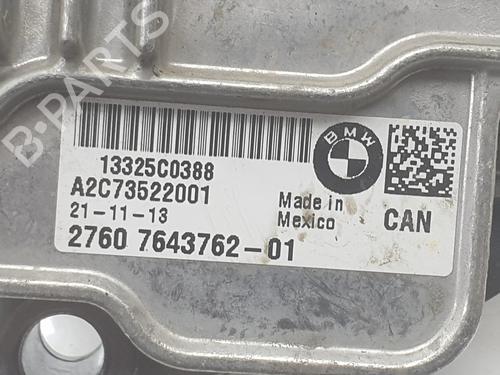 B-PARTS
BMW
13325C0388
A2C73522001
21-11-13
Made in
Mexico
CAN
2760 7643762-01